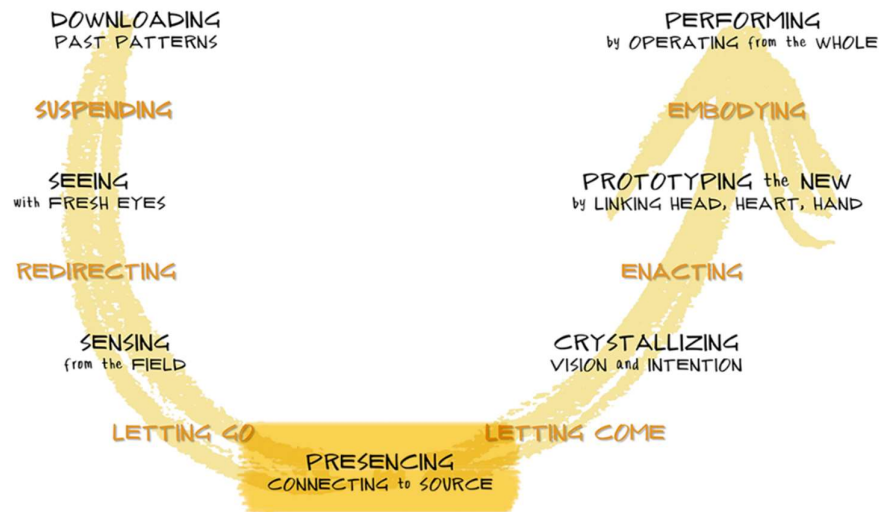 DOWNLOADING
PAST PATTERNS
SUSPENDING
SEEING
with FRESH EYES
REDIRECTING
SENSING
from the FIELD
LETTING GO
PRESENCING
CONNECTING to SOURCE
LETTING COME
CRYSTALLIZING
VISION and INTENTION
ENACTING
PROTOTYPING the NEW
by LINKING HEAD, HEART, HAND
EMBODYING
PERFORMING
by OPERATING from the WHOLE